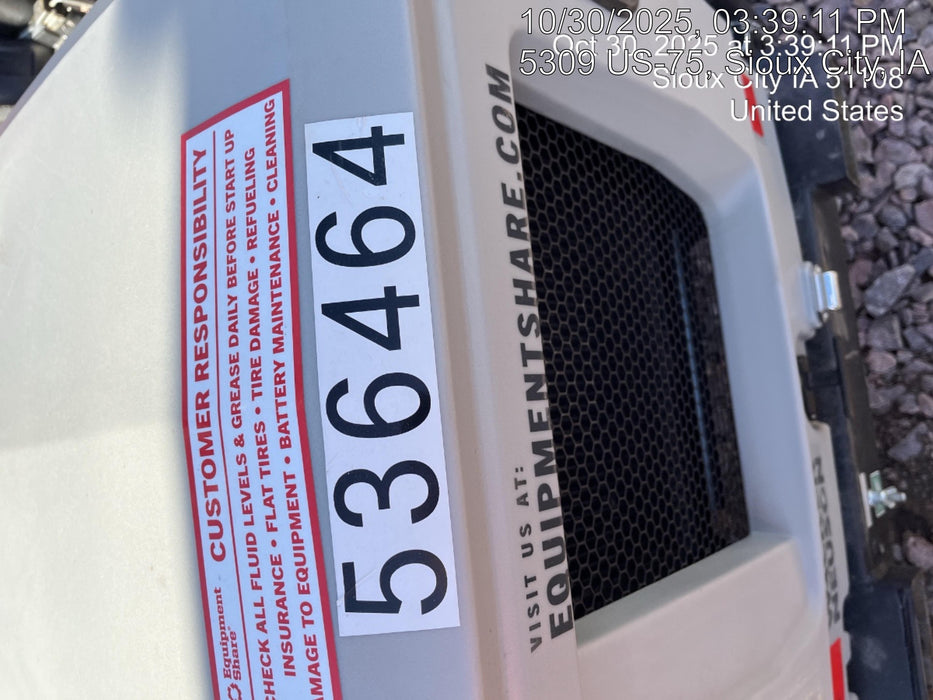 10/30/2025, 03:39:11 PM
Oct 30, 2025 at 3:39:11 PM
5309 US-75, Sioux City, IA
Sioux City IA 51108
United States
Equipment
Share
CUSTOMER RESPONSIBILITY
CHECK ALL FLUID LEVELS & GREASE DAILY BEFORE START UP
INSURANCE • FLAT TIRES • TIRE DAMAGE • REFUELING
AMAGE TO EQUIPMENT • BATTERY MAINTENANCE • CLEANING
536464
VISIT US AT:
EQUIPMENTSHARE.COM